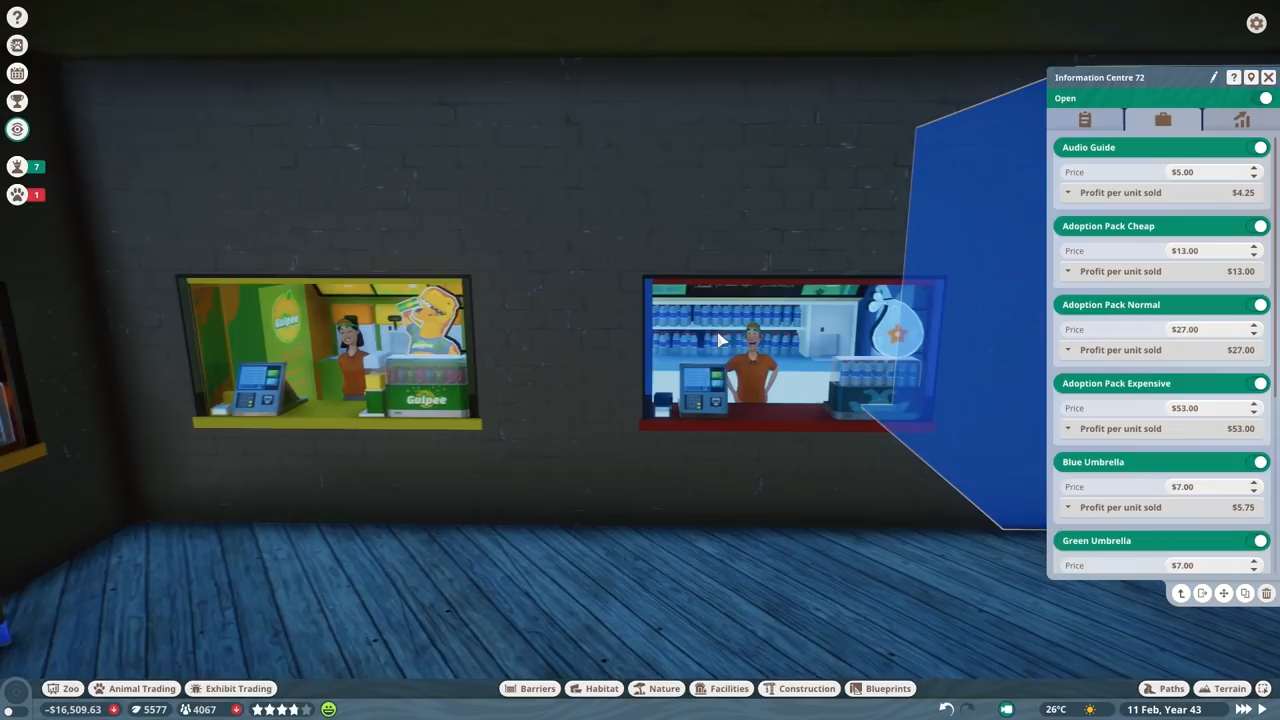 Information Centre 72
?
?
Open
7
1
Audio Guide
Price $5.00
Profit per unit sold $4.25
Adoption Pack Cheap
Price $13.00
Profit per unit sold $13.00
Adoption Pack Normal
Price $27.00
Profit per unit sold $27.00
Adoption Pack Expensive
Price $53.00
Profit per unit sold $53.00
Blue Umbrella
Price $7.00
Profit per unit sold $5.75
Green Umbrella
Price $7.00
Gulpee
Gulpee
Zoo Animal Trading Exhibit Trading Barriers Habitat Nature Facilities Construction Blueprints Paths Terrain
-$16,509.63 5577 4067 26°C 11 Feb, Year 43